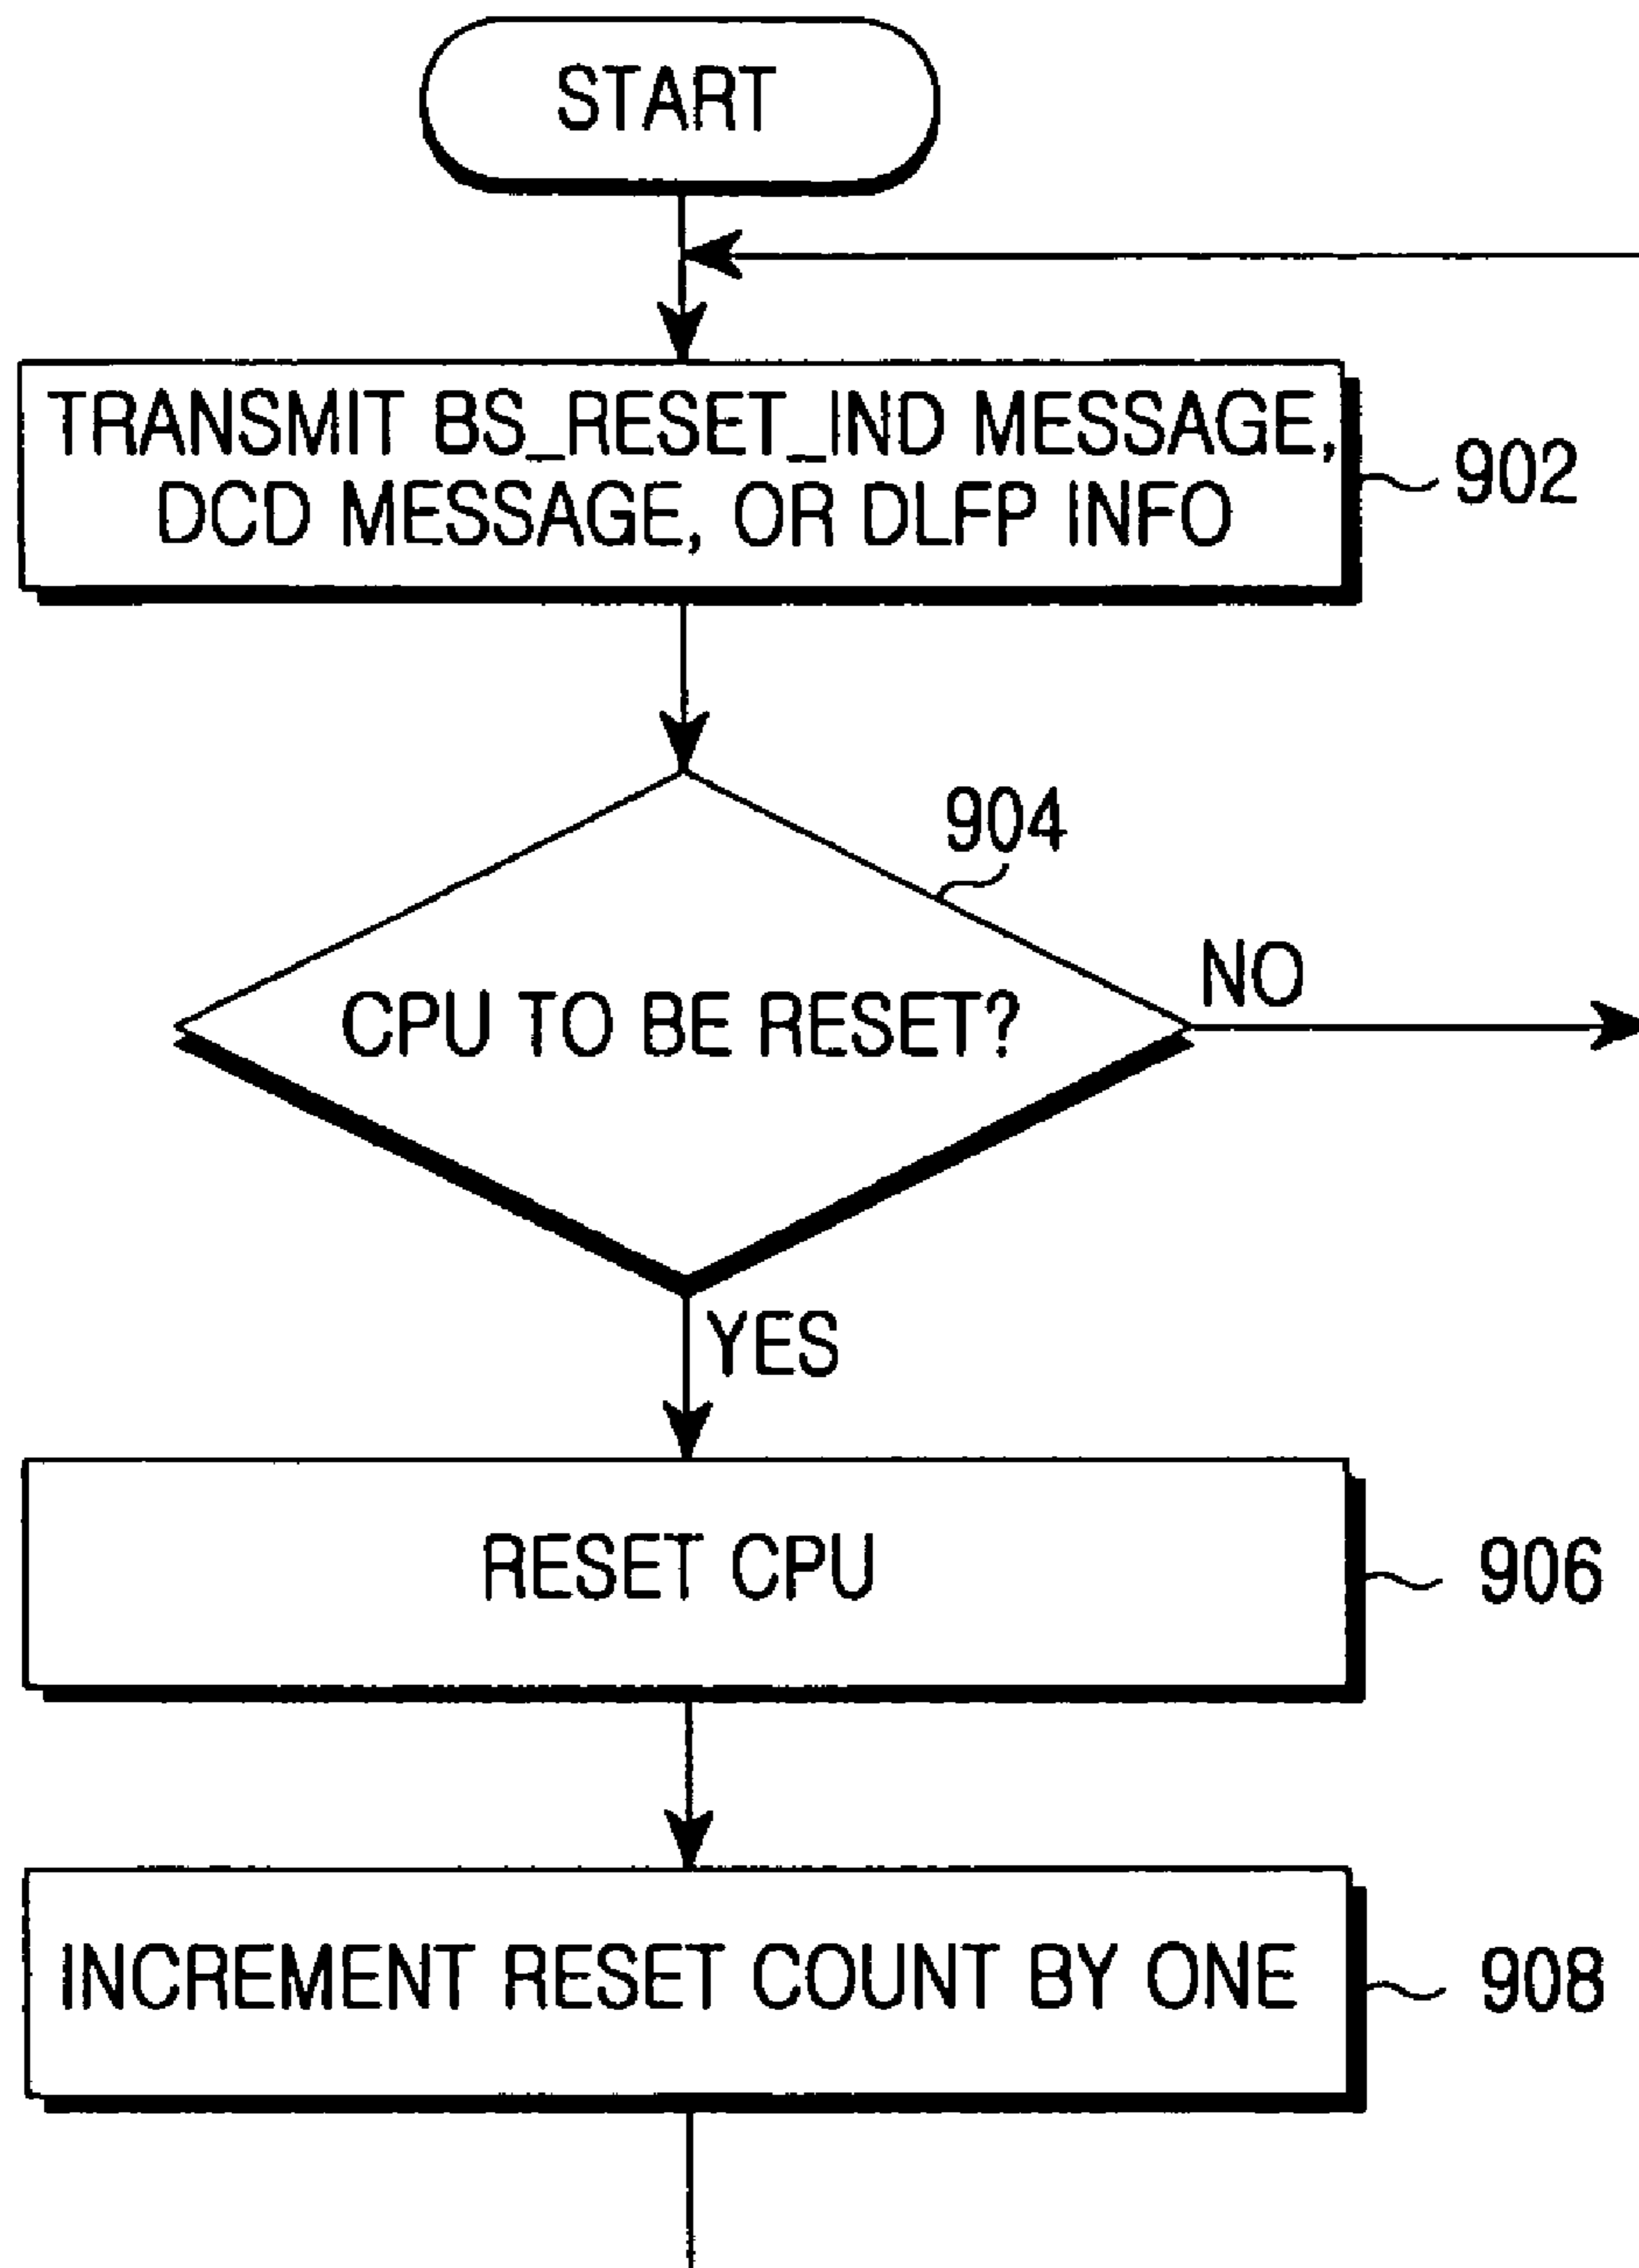 START
TRANSMIT BS_RESET_IND MESSAGE,
DCD MESSAGE, OR DLFP INFO
902
904
CPU TO BE RESET?
NO
YES
RESET CPU
906
INCREMENT RESET COUNT BY ONE
908